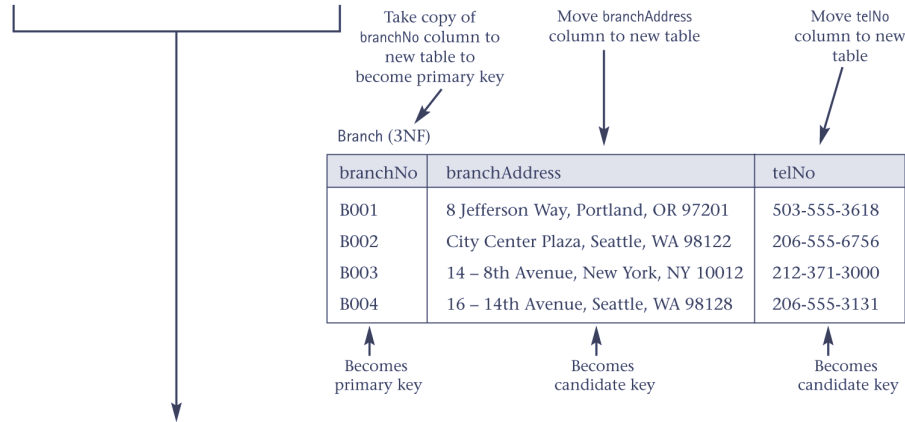 Take copy of
branchNo column to
new table to
become primary key
Move branchAddress
column to new table
Move telNo
column to new
table
Branch (3NF)
branchNo branchAddress telNo
B001 8 Jefferson Way, Portland, OR 97201 503-555-3618
B002 City Center Plaza, Seattle, WA 98122 206-555-6756
B003 14 – 8th Avenue, New York, NY 10012 212-371-3000
B004 16 – 14th Avenue, Seattle, WA 98128 206-555-3131
Becomes
primary key
Becomes
candidate key
Becomes
candidate key